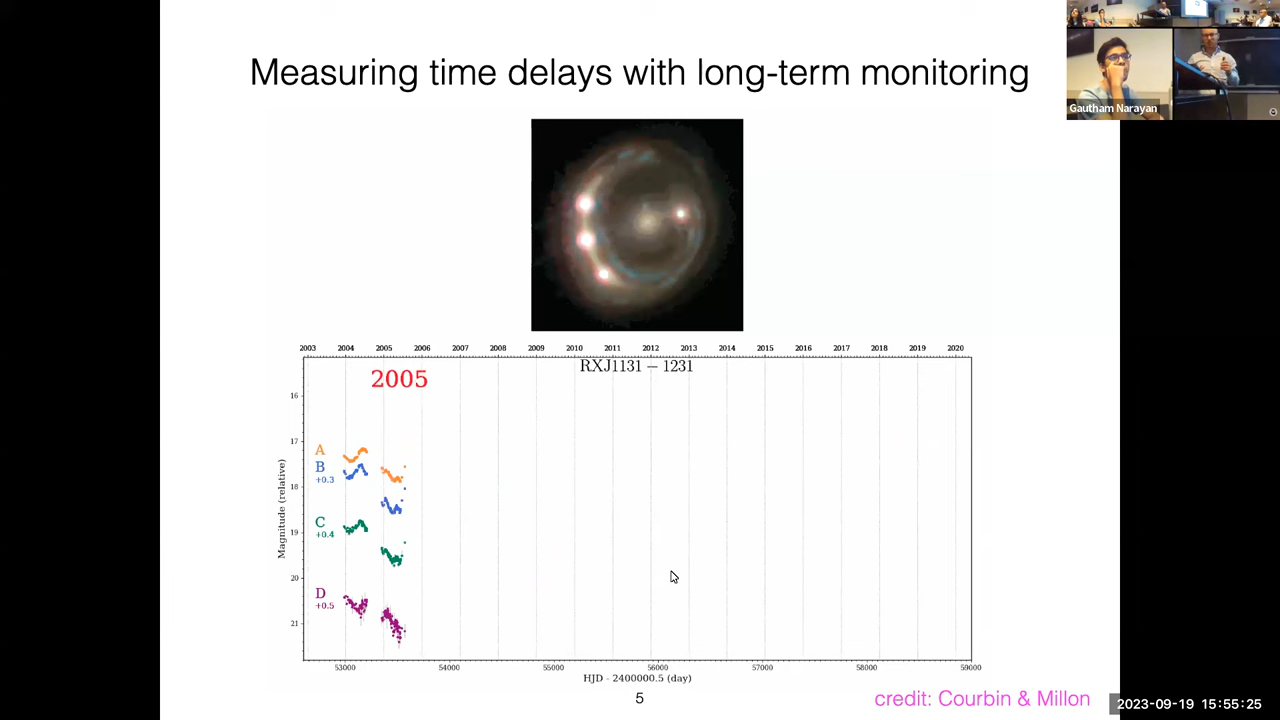 Measuring time delays with long-term monitoring
Gautham Narayan
2003 2004 2005 2006 2007 2008 2009 2010 2011 2012 2013 2014 2015 2016 2017 2018 2019 2020
RXJ1131 – 1231
2005
16
17
18
19
20
21
Magnitude (relative)
A
B
+0.3
C
+0.4
D
+0.5
53000 54000 55000 56000 57000 58000 59000
HJD - 2400000.5 (day)
5
credit: Courbin & Millon
2023-09-19 15:55:25